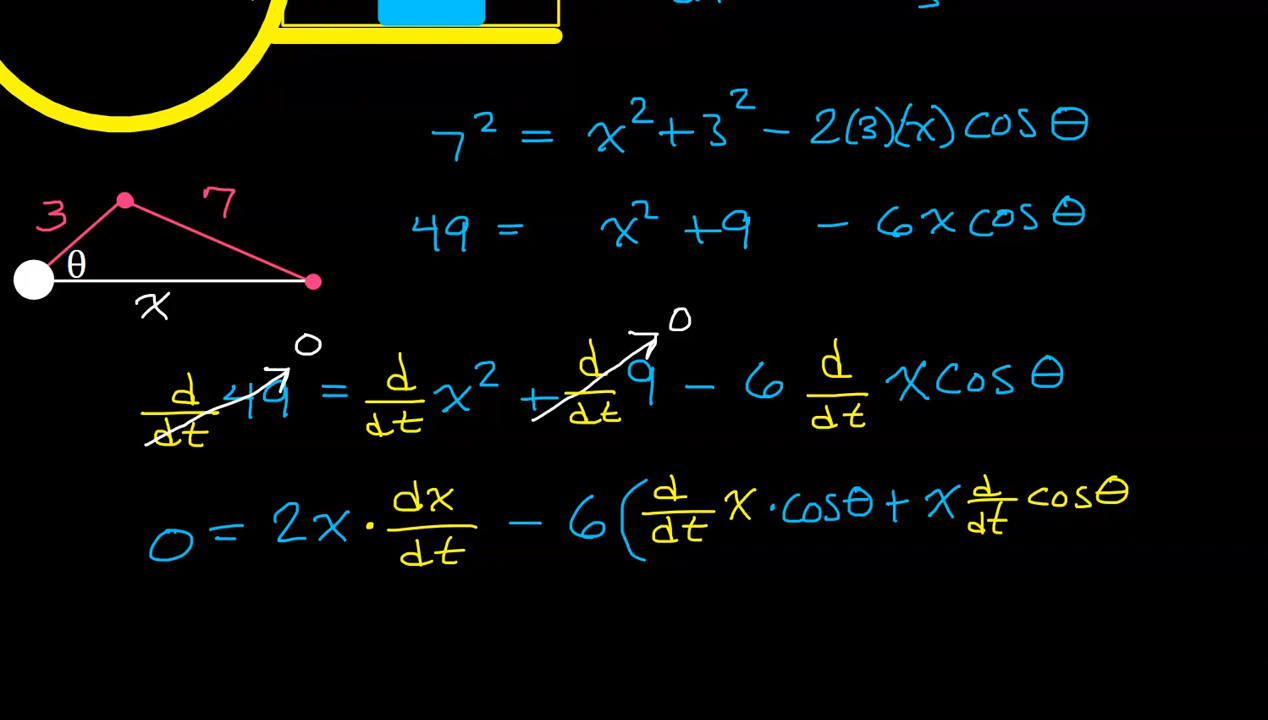 7² = x² + 3² - 2(3)(x) cos θ
3 7
49 = x² + 9 - 6x cos θ
θ
x
0 0
d/dt 49 = d/dt x² + d/dt 9 - 6 d/dt x cos θ
0 = 2x · dx/dt - 6 ( d/dt x · cos θ + x d/dt cos θ